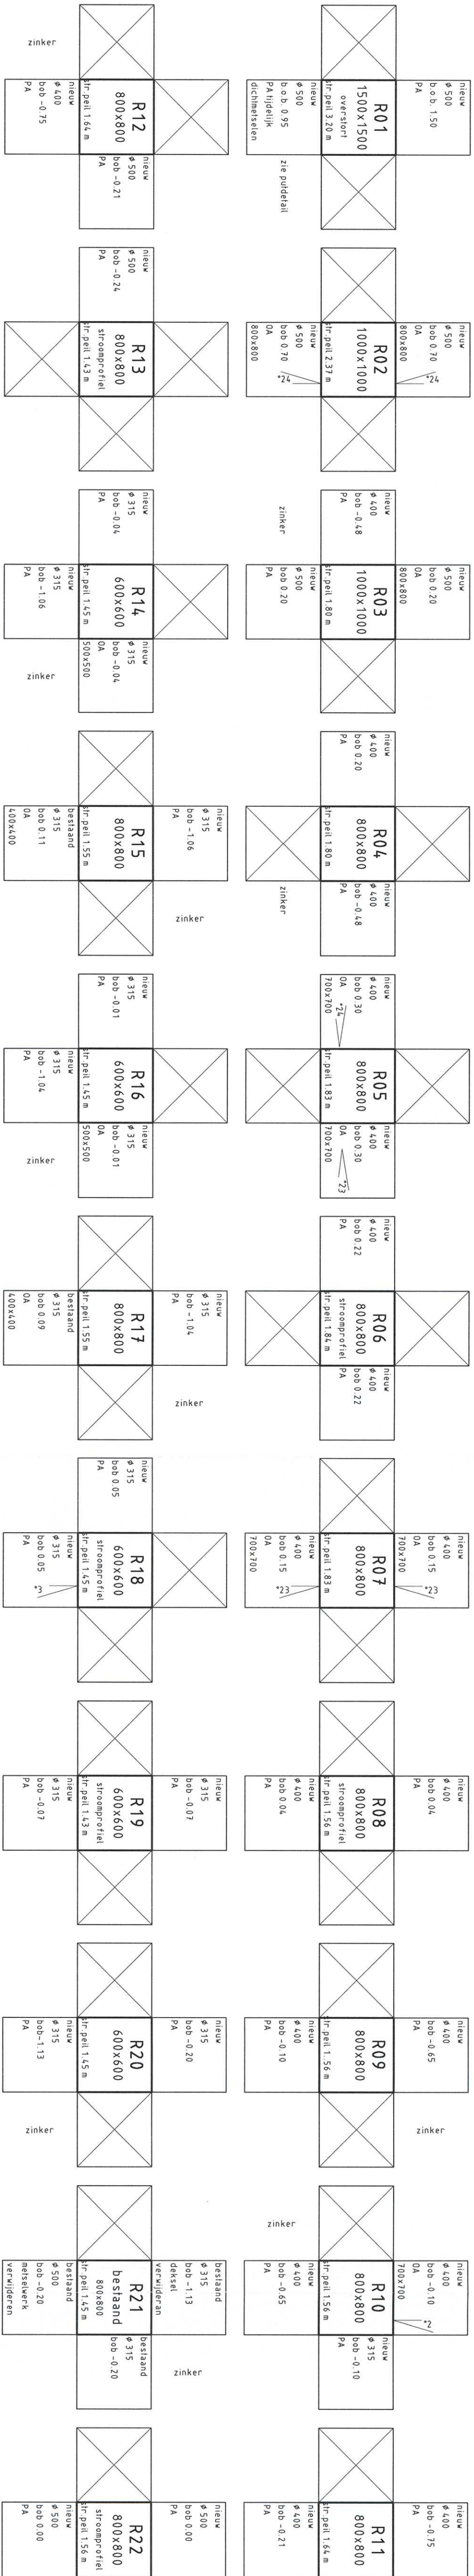 nieuw
φ 500
b.o.b. 1.50
PA
R01
1500x1500
overstort
str.peil 3.20 m
nieuw
φ 500
b.o.b. 0.95
PA tijdelijk
dichtmetselen
zie putdetail
nieuw
φ 500
bob 0.70
OA
800x800
*24
R02
1000x1000
str.peil 2.37 m
nieuw
φ 500
bob 0.70
OA
800x800
*24
nieuw
φ 500
bob 0.20
OA
800x800
nieuw
φ 400
bob -0.48
PA
R03
1000x1000
str.peil 1.80 m
nieuw
φ 500
bob 0.20
PA
zinker
nieuw
φ 400
bob 0.20
PA
R04
800x800
str.peil 1.80 m
nieuw
φ 400
bob -0.48
PA
zinker
nieuw
φ 400
bob 0.30
OA
700x700
*24
R05
800x800
str.peil 1.83 m
nieuw
φ 400
bob 0.30
OA
700x700
*23
nieuw
φ 400
bob 0.22
PA
R06
800x800
stroomprofiel
str.peil 1.84 m
nieuw
φ 400
bob 0.22
PA
nieuw
φ 400
bob 0.15
OA
700x700
*23
R07
800x800
str.peil 1.83 m
nieuw
φ 400
bob 0.15
OA
700x700
*23
nieuw
φ 400
bob 0.04
PA
R08
800x800
stroomprofiel
str.peil 1.56 m
nieuw
φ 400
bob 0.04
PA
nieuw
φ 400
bob -0.65
PA
zinker
R09
800x800
str.peil 1.56 m
nieuw
φ 400
bob -0.10
PA
nieuw
φ 400
bob -0.10
OA
700x700
*2
R10
800x800
str.peil 1.56 m
nieuw
φ 315
bob -0.10
PA
zinker
nieuw
φ 400
bob -0.65
PA
nieuw
φ 400
bob -0.75
PA
R11
800x800
str.peil 1.64 m
nieuw
φ 400
bob -0.21
PA
R12
800x800
str.peil 1.64 m
nieuw
φ 500
bob -0.21
PA
zinker
nieuw
φ 400
bob -0.75
PA
nieuw
φ 500
bob -0.24
PA
R13
800x800
stroomprofiel
str.peil 1.43 m
nieuw
φ 315
bob -0.04
PA
R14
600x600
str.peil 1.45 m
nieuw
φ 315
bob -0.04
OA
500x500
nieuw
φ 315
bob -1.06
PA
zinker
nieuw
φ 315
bob -1.06
PA
zinker
R15
800x800
str.peil 1.55 m
bestaand
φ 315
bob 0.11
OA
400x400
nieuw
φ 315
bob -0.01
PA
R16
600x600
str.peil 1.45 m
nieuw
φ 315
bob -0.01
OA
500x500
nieuw
φ 315
bob -1.04
PA
zinker
nieuw
φ 315
bob -1.04
PA
zinker
R17
800x800
str.peil 1.55 m
bestaand
φ 315
bob 0.09
OA
400x400
nieuw
φ 315
bob 0.05
PA
R18
600x600
stroomprofiel
str.peil 1.45 m
nieuw
φ 315
bob 0.05
PA
*3
nieuw
φ 315
bob -0.07
PA
R19
600x600
stroomprofiel
str.peil 1.43 m
nieuw
φ 315
bob -0.07
PA
nieuw
φ 315
bob -0.20
PA
R20
600x600
str.peil 1.45 m
nieuw
φ 315
bob-1.13
PA
zinker
bestaand
φ 315
bob -1.13
deksel
verwijderan
zinker
R21
bestaand
800x800
str.peil 1.45 m
bestaand
φ 315
bob -0.20
bestaand
φ 500
bob -0.20
metselwerk
verwijderen
nieuw
φ 500
bob 0.00
PA
R22
800x800
stroomprofiel
str.peil 1.56 m
nieuw
φ 500
bob 0.00
PA